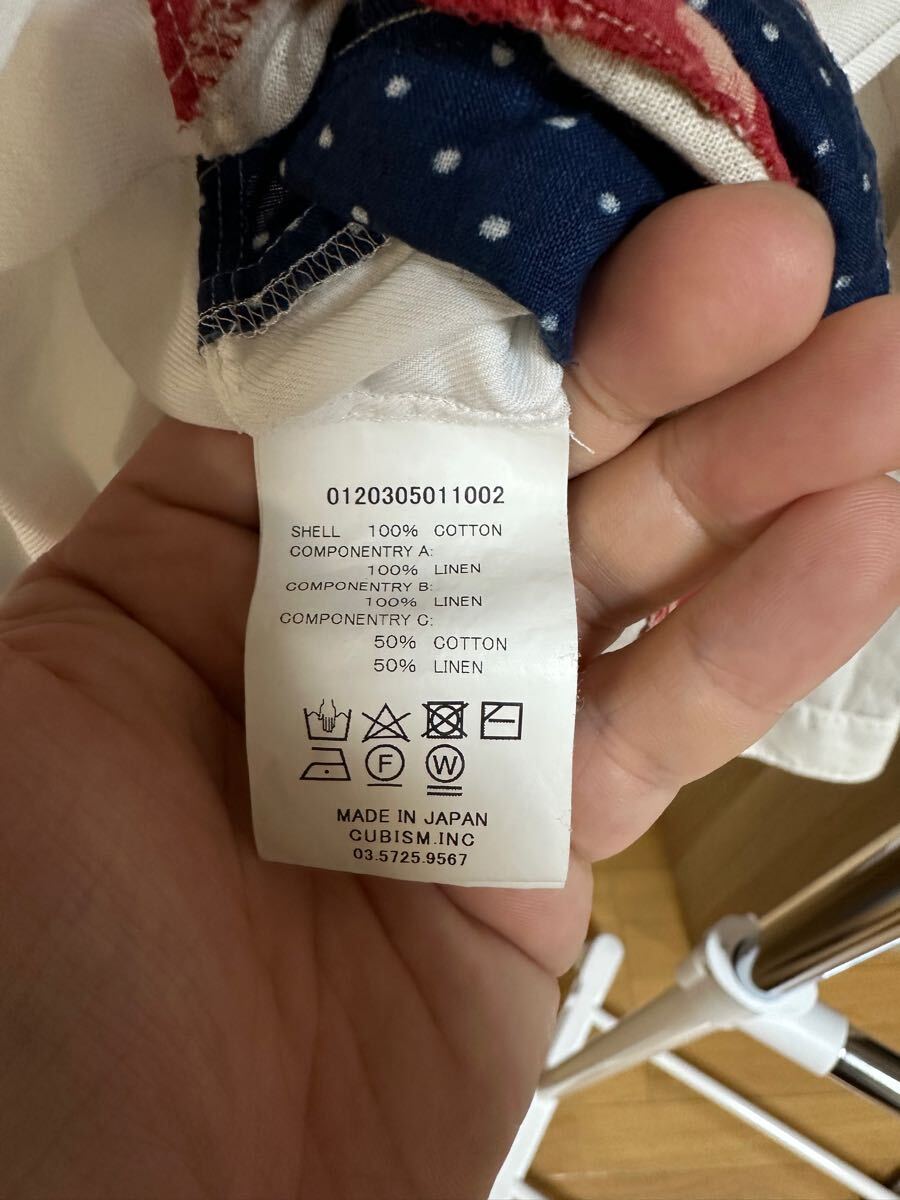 0120305011002
SHELL 100% COTTON
COMPONENTRY A:
100% LINEN
COMPONENTRY B:
100% LINEN
COMPONENTRY C:
50% COTTON
50% LINEN
F W
MADE IN JAPAN
CUBISM.INC
03.5725.9567